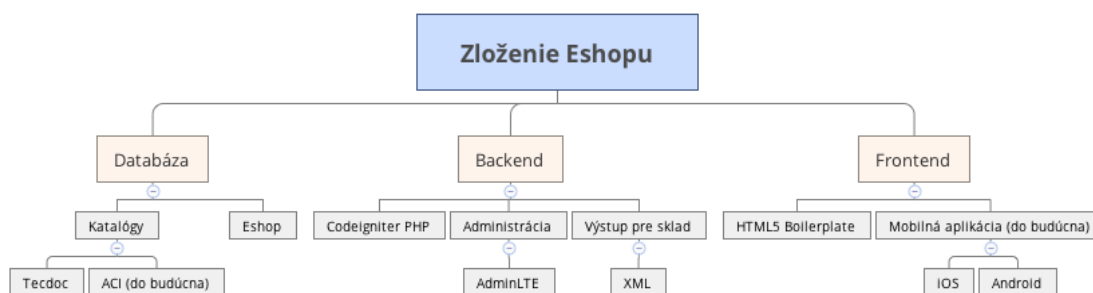 Zloženie Eshopu
Databáza
Backend
Frontend
Katalógy
Eshop
Codeigniter PHP
Administrácia
Výstup pre sklad
HTML5 Boilerplate
Mobilná aplikácia (do budúcna)
Tecdoc
ACI (do budúcna)
AdminLTE
XML
iOS
Android